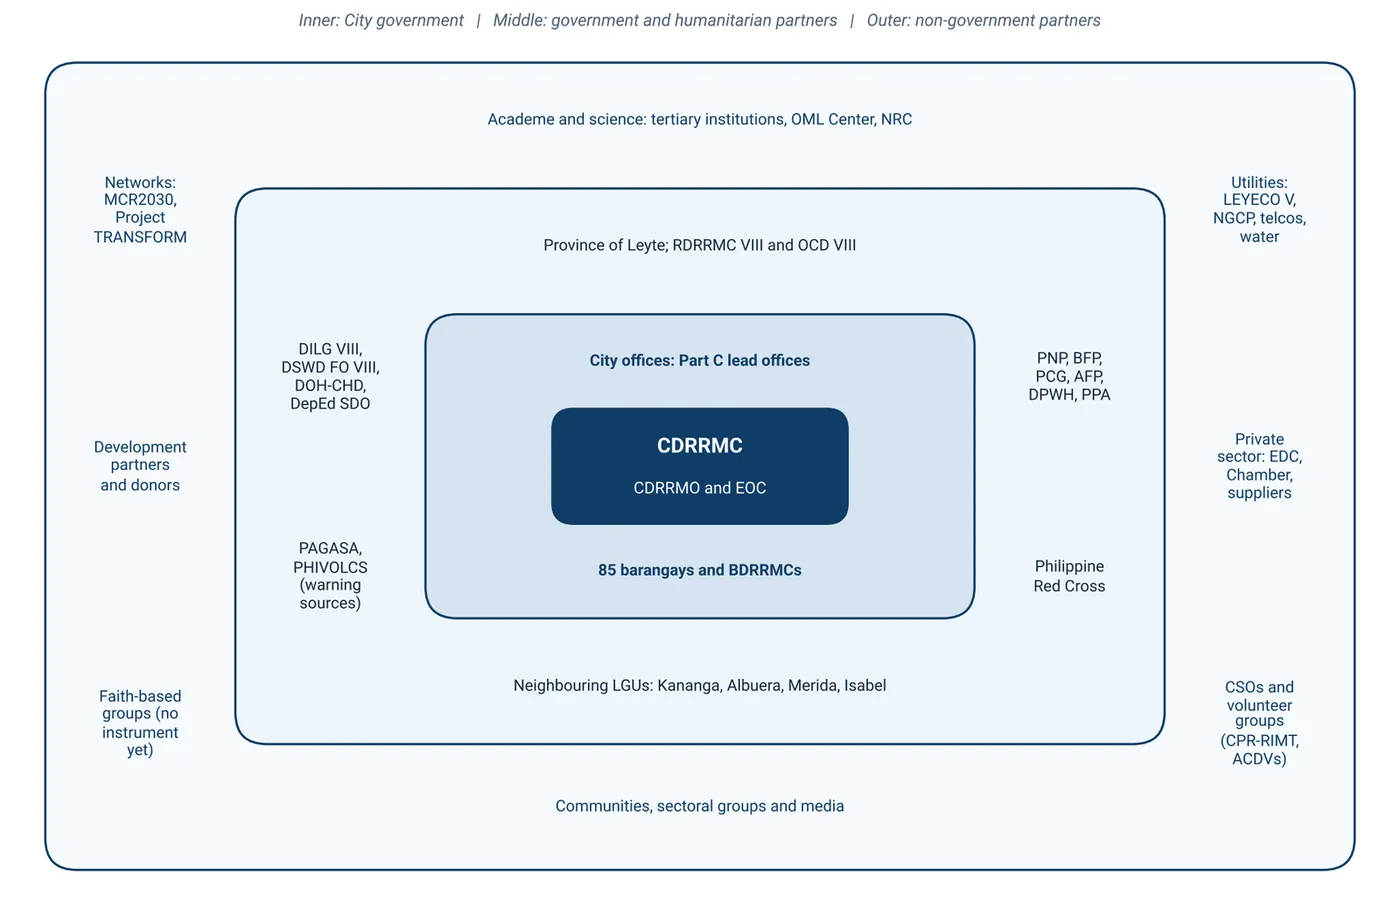 Inner: City government | Middle: government and humanitarian partners | Outer: non-government partners
Academe and science: tertiary institutions, OML Center, NRC
Networks:
MCR2030,
Project
TRANSFORM
Utilities:
LEYECO V,
NGCP, telcos,
water
Province of Leyte; RDRRMC VIII and OCD VIII
DILG VIII,
DSWD FO VIII,
DOH-CHD,
DepEd SDO
City offices: Part C lead offices
PNP, BFP,
PCG, AFP,
DPWH, PPA
CDRRMC
CDRRMO and EOC
Development
partners
and donors
Private
sector: EDC,
Chamber,
suppliers
PAGASA,
PHIVOLCS
(warning
sources)
85 barangays and BDRRMCs
Philippine
Red Cross
Neighbouring LGUs: Kananga, Albuera, Merida, Isabel
Faith-based
groups (no
instrument
yet)
CSOs and
volunteer
groups
(CPR-RIMT,
ACDVs)
Communities, sectoral groups and media